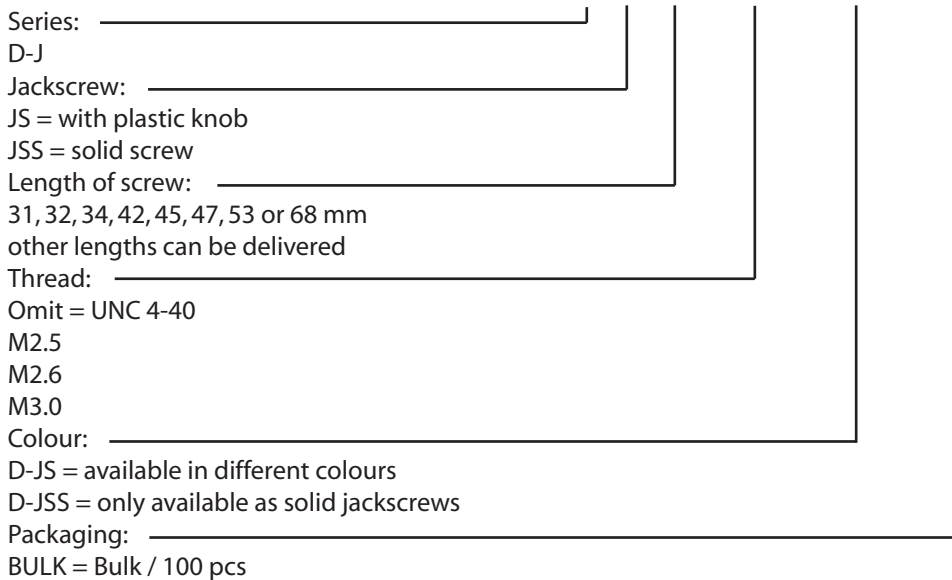 Series:
D-J
Jackscrew:
JS = with plastic knob
JSS = solid screw
Length of screw:
31, 32, 34, 42, 45, 47, 53 or 68 mm
other lengths can be delivered
Thread:
Omit = UNC 4-40
M2.5
M2.6
M3.0
Colour:
D-JS = available in different colours
D-JSS = only available as solid jackscrews
Packaging:
BULK = Bulk / 100 pcs